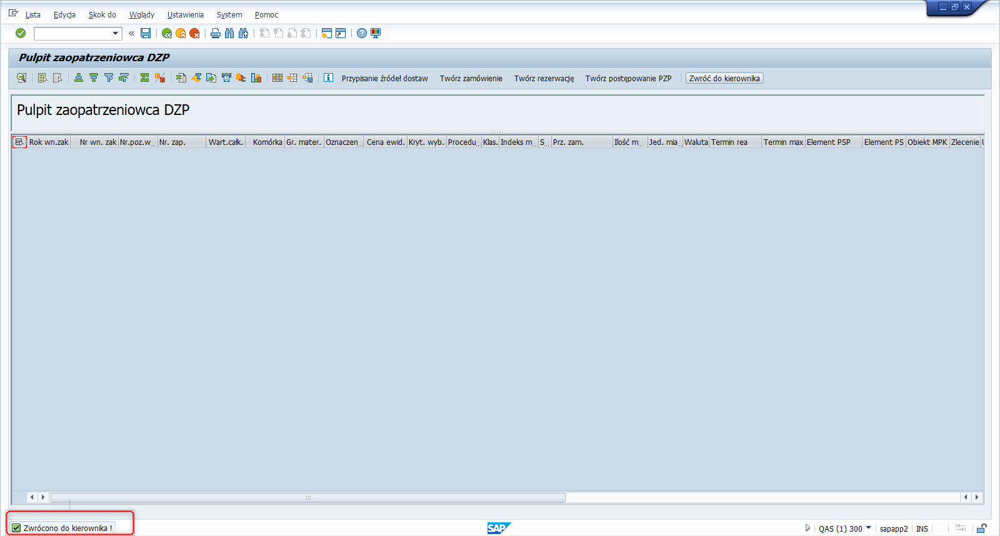 Lista Edycja Skok do Wglądy Ustawienia System Pomoc
Pulpit zaopatrzeniowca DZP
Przypisanie źródeł dostaw Twórz zamówienie Twórz rezerwację Twórz postępowanie PZP Zwróć do kierownika
Pulpit zaopatrzeniowca DZP
Rok wn.zak Nr wn. zak Nr.poz.w... Nr. zap. Wart.całk. Komórka Gr. mater. Oznaczen... Cena ewid. Kryt. wyb. Procedu... Klas. Indeks m... S... Prz. zam. Ilość m... Jed. mia... Waluta Termin rea Termin max Element PSP Element PS Obiekt MPK Zlecenie
Zwrócono do kierownika ! SAP QAS (1) 300 sapapp2 INS